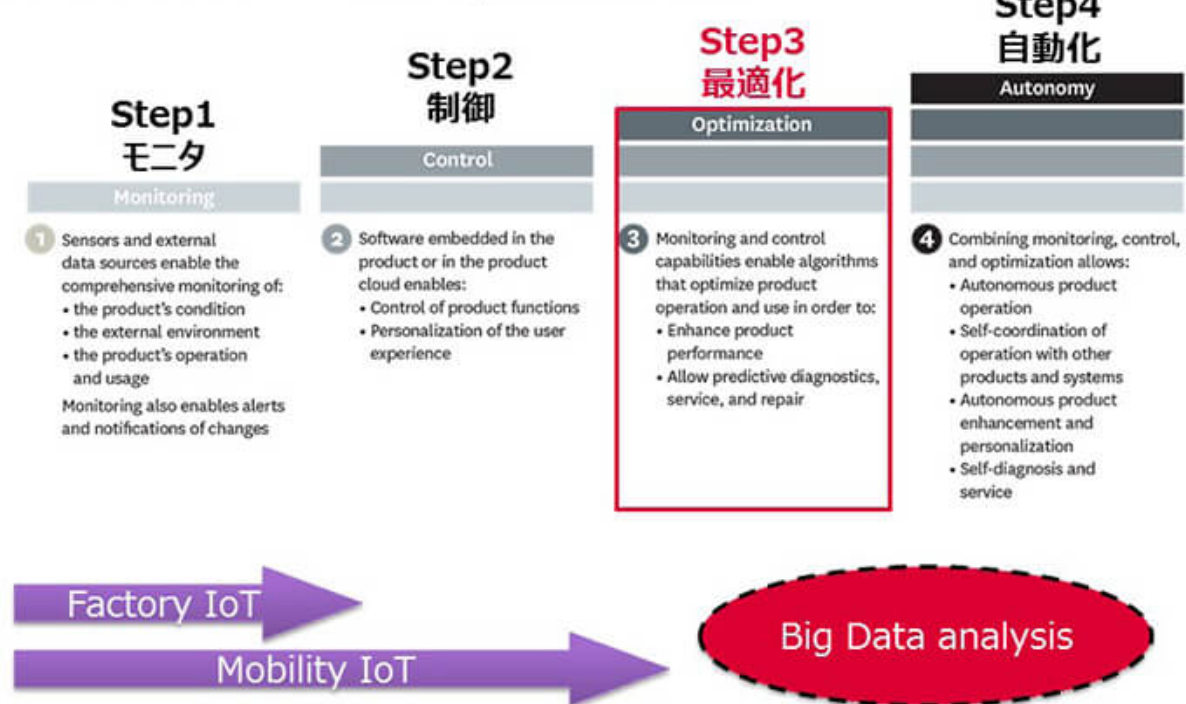 Step1
モニタ
Monitoring
1 Sensors and external
data sources enable the
comprehensive monitoring of:
• the product's condition
• the external environment
• the product's operation
and usage
Monitoring also enables alerts
and notifications of changes
Step2
制御
Control
2 Software embedded in the
product or in the product
cloud enables:
• Control of product functions
• Personalization of the user
experience
Step3
最適化
Optimization
3 Monitoring and control
capabilities enable algorithms
that optimize product
operation and use in order to:
• Enhance product
performance
• Allow predictive diagnostics,
service, and repair
Step4
自動化
Autonomy
4 Combining monitoring, control,
and optimization allows:
• Autonomous product
operation
• Self-coordination of
operation with other
products and systems
• Autonomous product
enhancement and
personalization
• Self-diagnosis and
service
Factory IoT
Mobility IoT
Big Data analysis